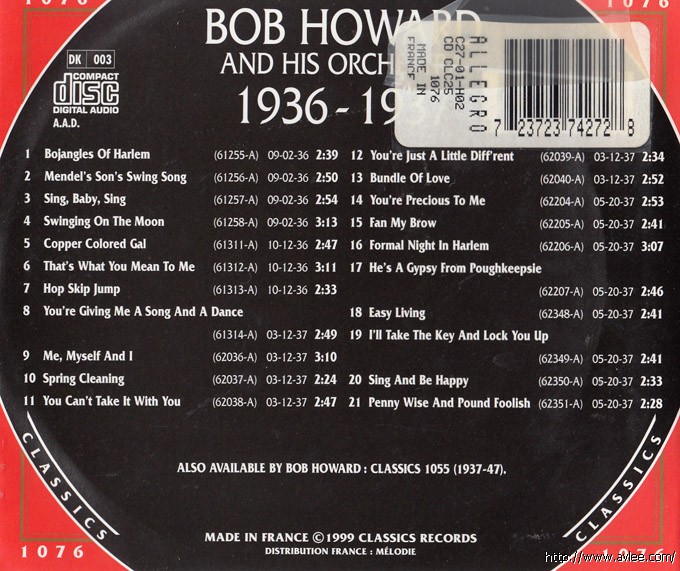 1076
1076
BOB HOWARD
AND HIS
1936 - 
DK 003
COMPACT
disc
DIGITAL AUDIO
A.A.D.
ALLEGRO
C27-01-H02
CD CLC25
1076
MADE IN
FRANCE
7 23723 74272 8
1 Bojangles Of Harlem (61255-A) 09-02-36 2:39
2 Mendel's Son's Swing Song (61256-A) 09-02-36 2:50
3 Sing, Baby, Sing (61257-A) 09-02-36 2:54
4 Swinging On The Moon (61258-A) 09-02-36 3:13
5 Copper Colored Gal (61311-A) 10-12-36 2:47
6 That's What You Mean To Me (61312-A) 10-12-36 3:11
7 Hop Skip Jump (61313-A) 10-12-36 2:33
8 You're Giving Me A Song And A Dance
(61314-A) 03-12-37 2:49
9 Me, Myself And I (62036-A) 03-12-37 3:10
10 Spring Cleaning (62037-A) 03-12-37 2:24
11 You Can't Take It With You (62038-A) 03-12-37 2:47
12 You're Just A Little Diff'rent (62039-A) 03-12-37 2:34
13 Bundle Of Love (62040-A) 03-12-37 2:52
14 You're Precious To Me (62204-A) 05-20-37 2:53
15 Fan My Brow (62205-A) 05-20-37 2:41
16 Formal Night In Harlem (62206-A) 05-20-37 3:07
17 He's A Gypsy From Poughkeepsie
(62207-A) 05-20-37 2:46
18 Easy Living (62348-A) 05-20-37 2:41
19 I'll Take The Key And Lock You Up
(62349-A) 05-20-37 2:41
20 Sing And Be Happy (62350-A) 05-20-37 2:33
21 Penny Wise And Pound Foolish (62351-A) 05-20-37 2:28
ALSO AVAILABLE BY BOB HOWARD : CLASSICS 1055 (1937-47).
MADE IN FRANCE © 1999 CLASSICS RECORDS
DISTRIBUTION FRANCE : MÉLODIE
CLASSICS
CLASSICS
1076
1076
http://www.avlee.com/